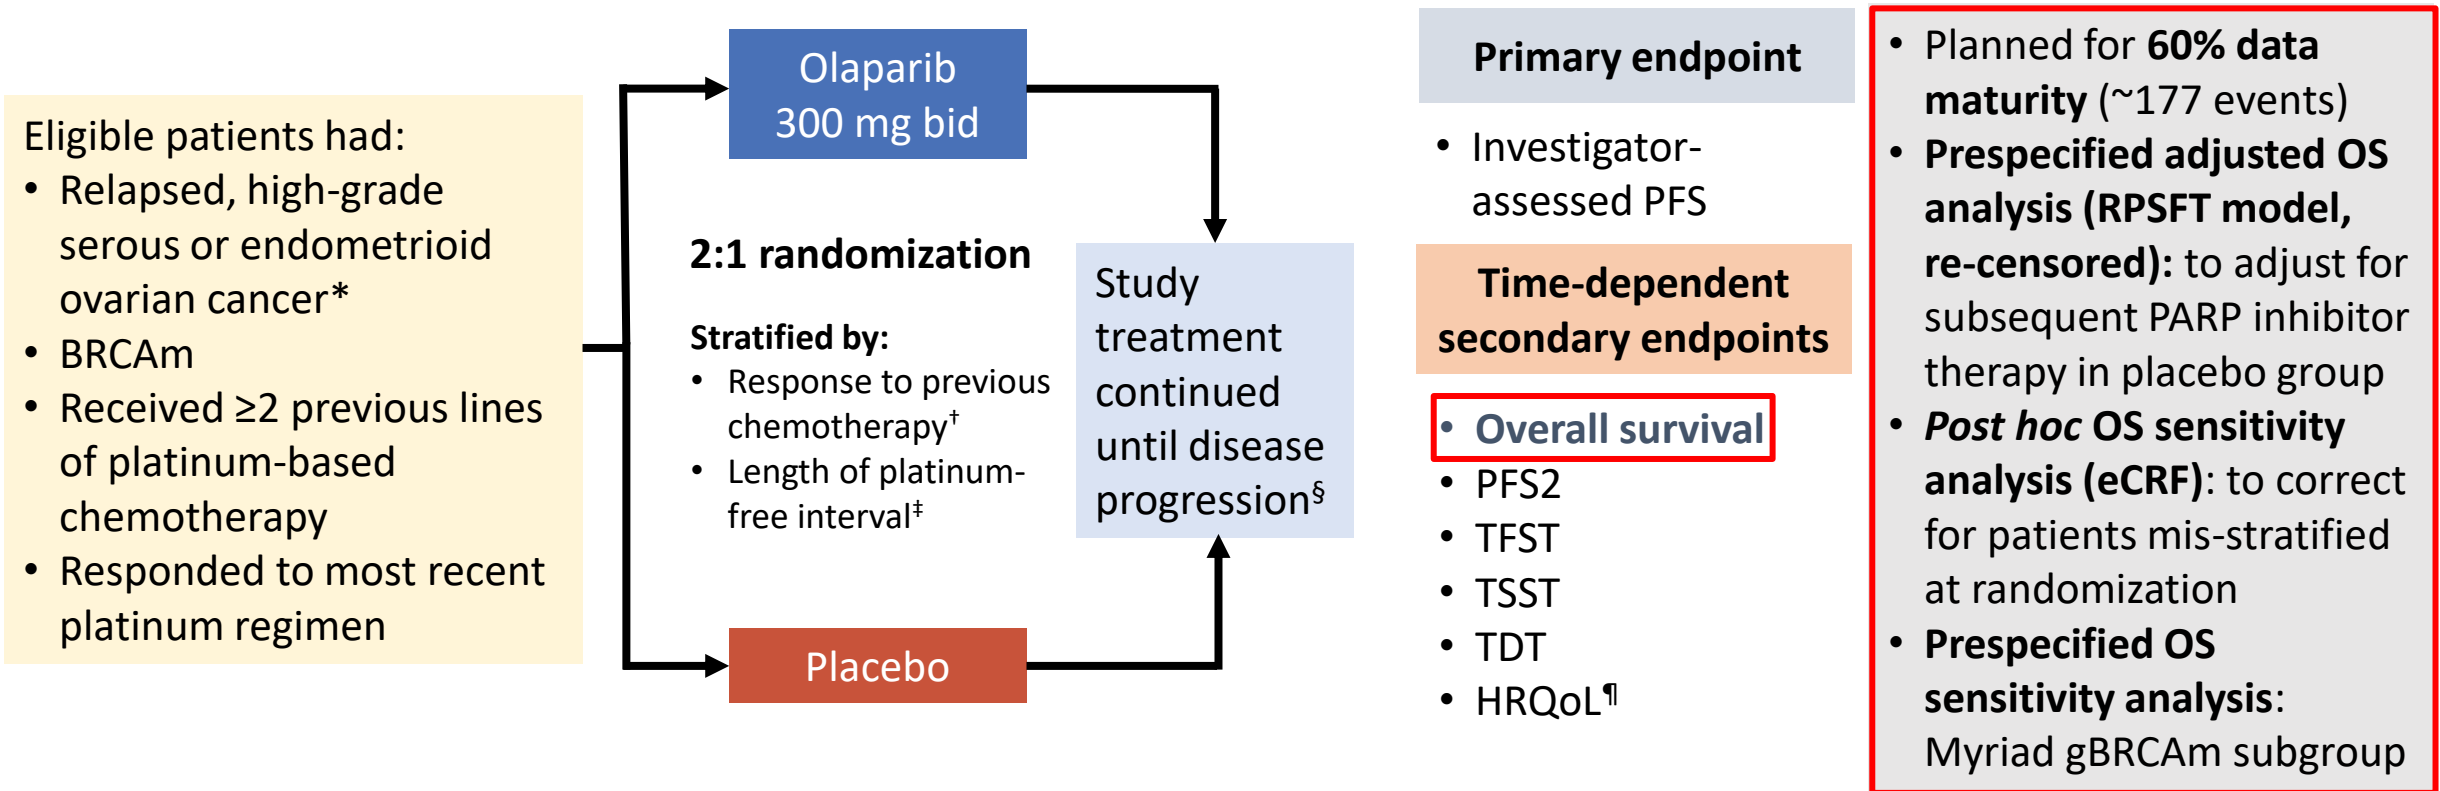 Eligible patients had:
• Relapsed, high-grade
serous or endometrioid
ovarian cancer*
• BRCAm
• Received ≥2 previous lines
of platinum-based
chemotherapy
• Responded to most recent
platinum regimen
Olaparib
300 mg bid
2:1 randomization
Stratified by:
• Response to previous
chemotherapy†
• Length of platinum-
free interval‡
Placebo
Study
treatment
continued
until disease
progression§
Primary endpoint
• Investigator-
assessed PFS
Time-dependent
secondary endpoints
• Overall survival
• PFS2
• TFST
• TSST
• TDT
• HRQoL¶
• Planned for 60% data
maturity (~177 events)
• Prespecified adjusted OS
analysis (RPSFT model,
re-censored): to adjust for
subsequent PARP inhibitor
therapy in placebo group
• Post hoc OS sensitivity
analysis (eCRF): to correct
for patients mis-stratified
at randomization
• Prespecified OS
sensitivity analysis:
Myriad gBRCAm subgroup